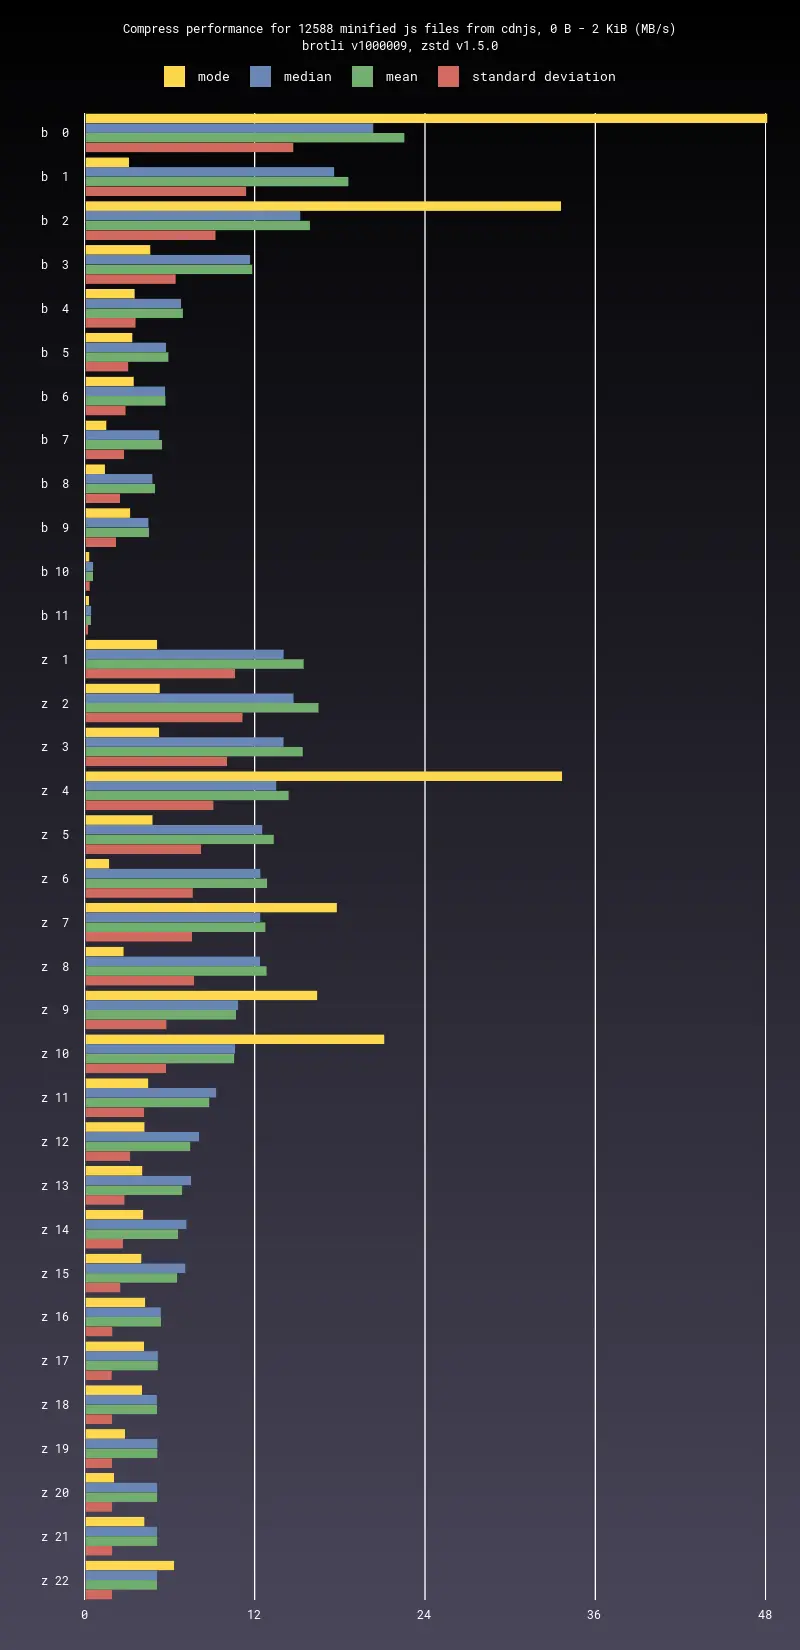 Compress performance for 12588 minified js files from cdnjs, 0 B - 2 KiB (MB/s)
brotli v1000009, zstd v1.5.0
mode median mean standard deviation
b 0
b 1
b 2
b 3
b 4
b 5
b 6
b 7
b 8
b 9
b 10
b 11
z 1
z 2
z 3
z 4
z 5
z 6
z 7
z 8
z 9
z 10
z 11
z 12
z 13
z 14
z 15
z 16
z 17
z 18
z 19
z 20
z 21
z 22
0 12 24 36 48